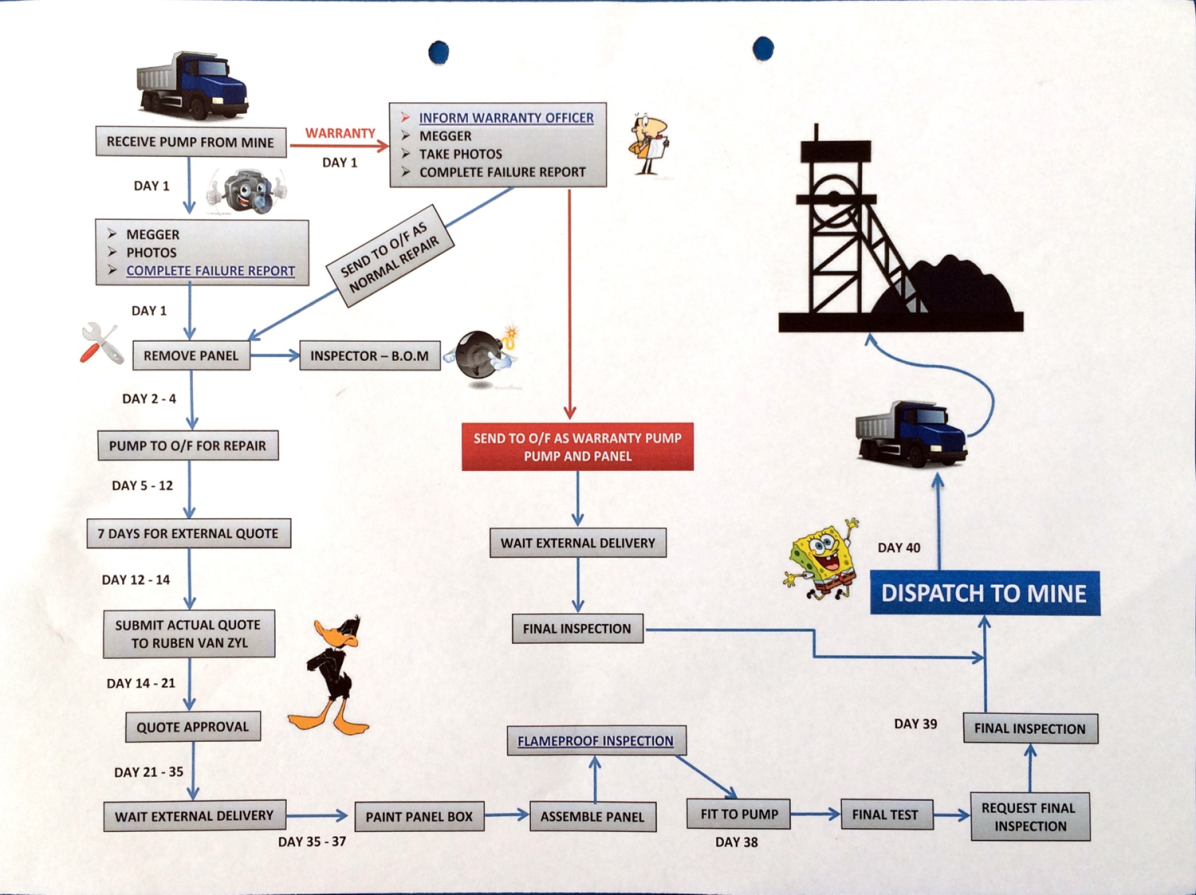 RECEIVE PUMP FROM MINE
WARRANTY
DAY 1
INFORM WARRANTY OFFICER
MEGGER
TAKE PHOTOS
COMPLETE FAILURE REPORT
DAY 1
MEGGER
PHOTOS
COMPLETE FAILURE REPORT
SEND TO O/F AS
NORMAL REPAIR
DAY 1
REMOVE PANEL
INSPECTOR – B.O.M
DAY 2 - 4
PUMP TO O/F FOR REPAIR
SEND TO O/F AS WARRANTY PUMP
PUMP AND PANEL
DAY 5 - 12
7 DAYS FOR EXTERNAL QUOTE
WAIT EXTERNAL DELIVERY
DAY 40
DAY 12 - 14
DISPATCH TO MINE
SUBMIT ACTUAL QUOTE
TO RUBEN VAN ZYL
FINAL INSPECTION
DAY 14 - 21
QUOTE APPROVAL
DAY 39
FINAL INSPECTION
FLAMEPROOF INSPECTION
DAY 21 - 35
WAIT EXTERNAL DELIVERY
PAINT PANEL BOX
ASSEMBLE PANEL
FIT TO PUMP
FINAL TEST
REQUEST FINAL
INSPECTION
DAY 35 - 37
DAY 38